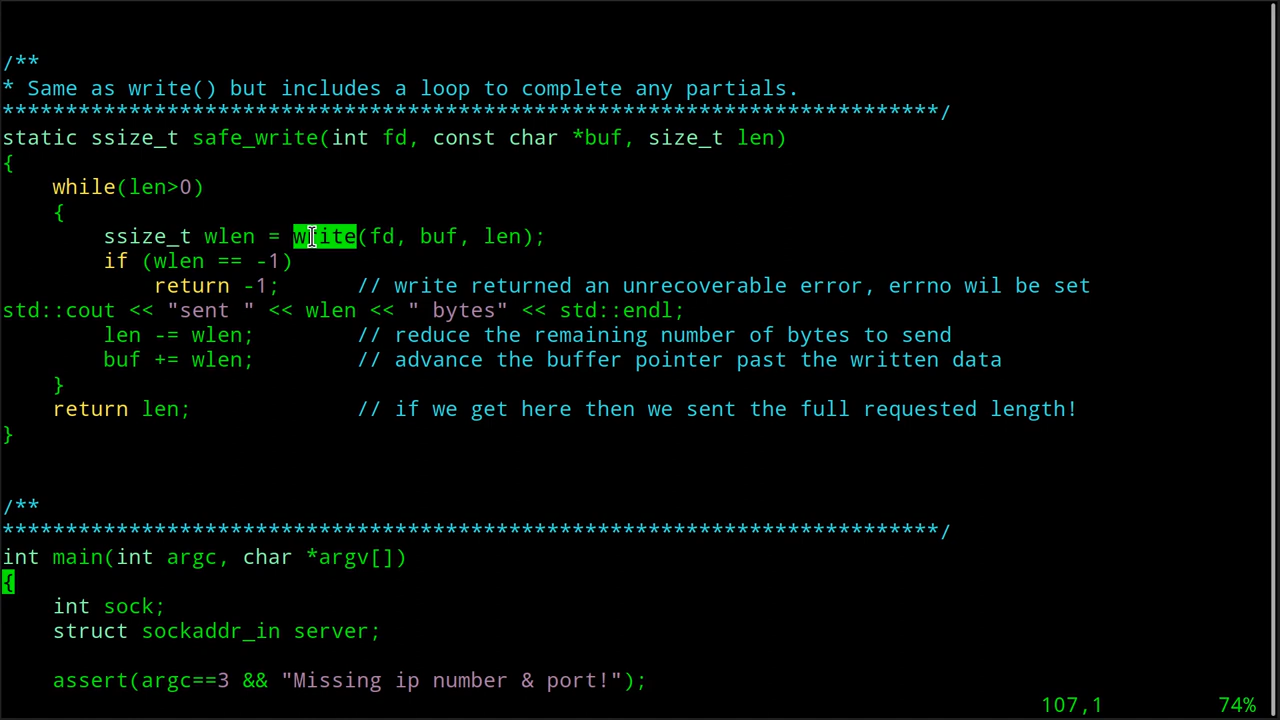 /**
* Same as write() but includes a loop to complete any partials.
**************************************************************************/
static ssize_t safe_write(int fd, const char *buf, size_t len)
{
    while(len>0)
    {
        ssize_t wlen = write(fd, buf, len);
        if (wlen == -1)
            return -1;      // write returned an unrecoverable error, errno wil be set
std::cout << "sent " << wlen << " bytes" << std::endl;
        len -= wlen;        // reduce the remaining number of bytes to send
        buf += wlen;        // advance the buffer pointer past the written data
    }
    return len;             // if we get here then we sent the full requested length!
}
/**
**************************************************************************/
int main(int argc, char *argv[])
{
    int sock;
    struct sockaddr_in server;
    assert(argc==3 && "Missing ip number & port!");
107,1 74%